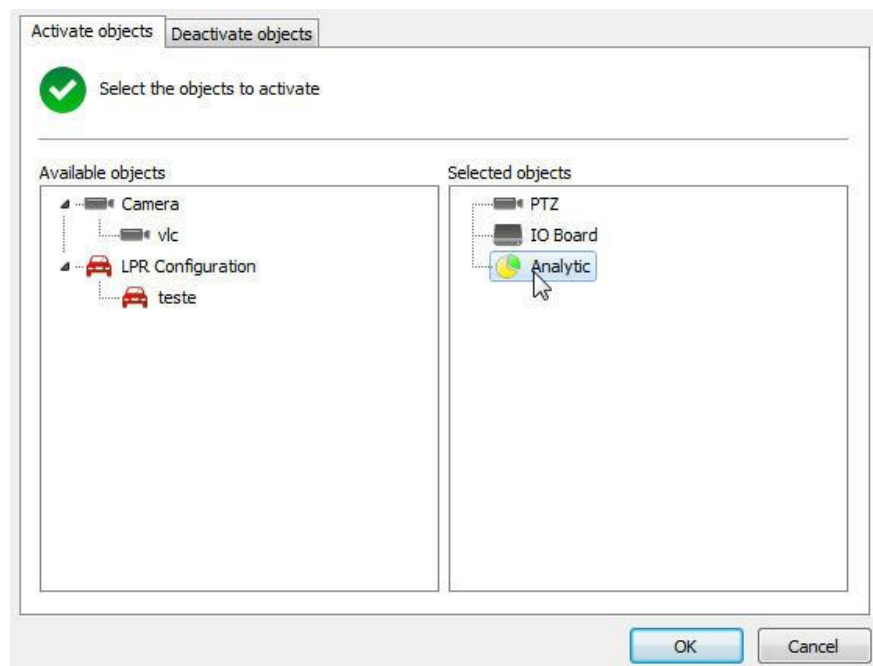 Activate objects Deactivate objects
Select the objects to activate
Available objects
Camera
vlc
LPR Configuration
teste
Selected objects
PTZ
IO Board
Analytic
OK Cancel